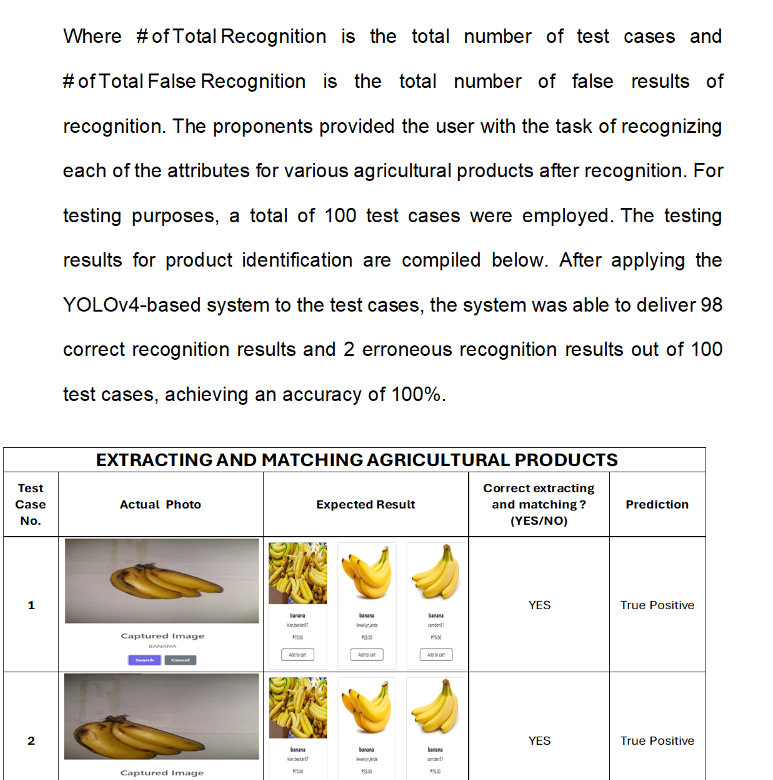 Where # of Total Recognition is the total number of test cases and
# of Total False Recognition is the total number of false results of
recognition. The proponents provided the user with the task of recognizing
each of the attributes for various agricultural products after recognition. For
testing purposes, a total of 100 test cases were employed. The testing
results for product identification are compiled below. After applying the
YOLOv4-based system to the test cases, the system was able to deliver 98
correct recognition results and 2 erroneous recognition results out of 100
test cases, achieving an accuracy of 100%.
EXTRACTING AND MATCHING AGRICULTURAL PRODUCTS
Test Case No.
Actual Photo
Expected Result
Correct extracting and matching ? (YES/NO)
Prediction
1
Captured Image
BANANA
Search
Cancel
banana
₱70.00
Add to cart
banana
₱25.00
Add to cart
banana
₱75.00
Add to cart
YES
True Positive
2
Captured Image
banana
₱70.00
banana
₱25.00
banana
₱75.00
YES
True Positive